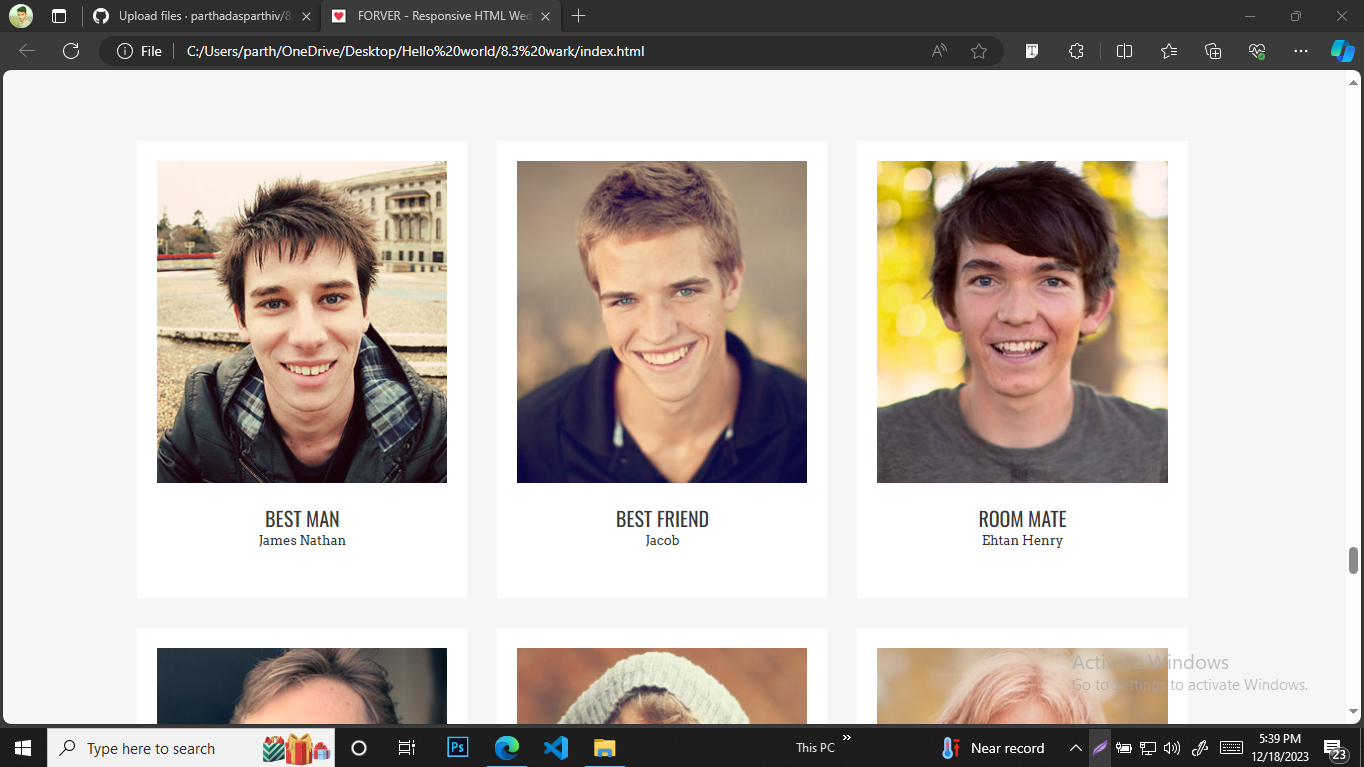 Upload files · parthadasparthiv/8.
FORVER - Responsive HTML Wed
File
C:/Users/parth/OneDrive/Desktop/Hello%20world/8.3%20wark/index.html
BEST MAN
James Nathan
BEST FRIEND
Jacob
ROOM MATE
Ehtan Henry
Activate Windows
Go to Settings to activate Windows.
Type here to search
Ps
This PC
Near record
5:39 PM
12/18/2023
23